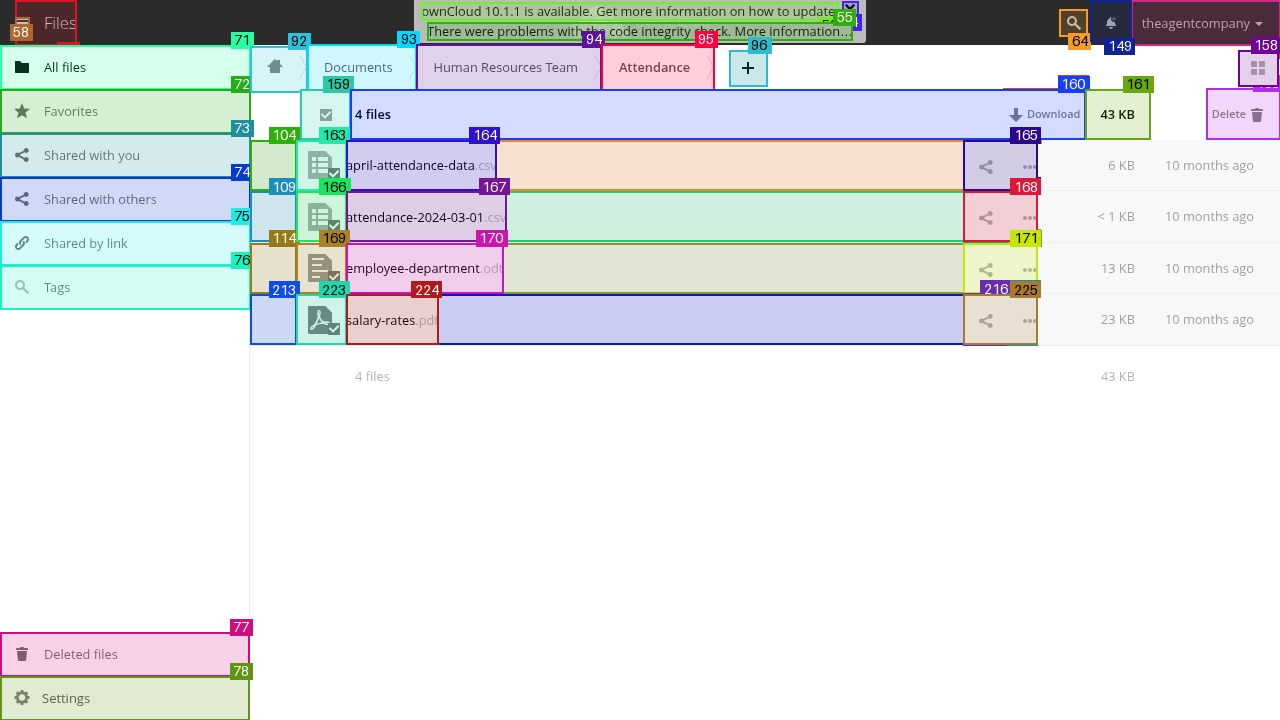 Files
ownCloud 10.1.1 is available. Get more information on how to update.
There were problems with the code integrity check. More information...
theagentcompany
58
55
64
149
71
92
93
94
95
96
158
All files
Documents
Human Resources Team
Attendance
+
72
159
160
161
Favorites
4 files
Download
43 KB
Delete
73
104
163
164
165
Shared with you
april-attendance-data.csv
6 KB
10 months ago
74
109
166
167
168
Shared with others
attendance-2024-03-01.csv
< 1 KB
10 months ago
75
114
169
170
171
Shared by link
employee-department.odt
13 KB
10 months ago
76
213
223
224
216
225
Tags
salary-rates.pdf
23 KB
10 months ago
4 files
43 KB
77
Deleted files
78
Settings